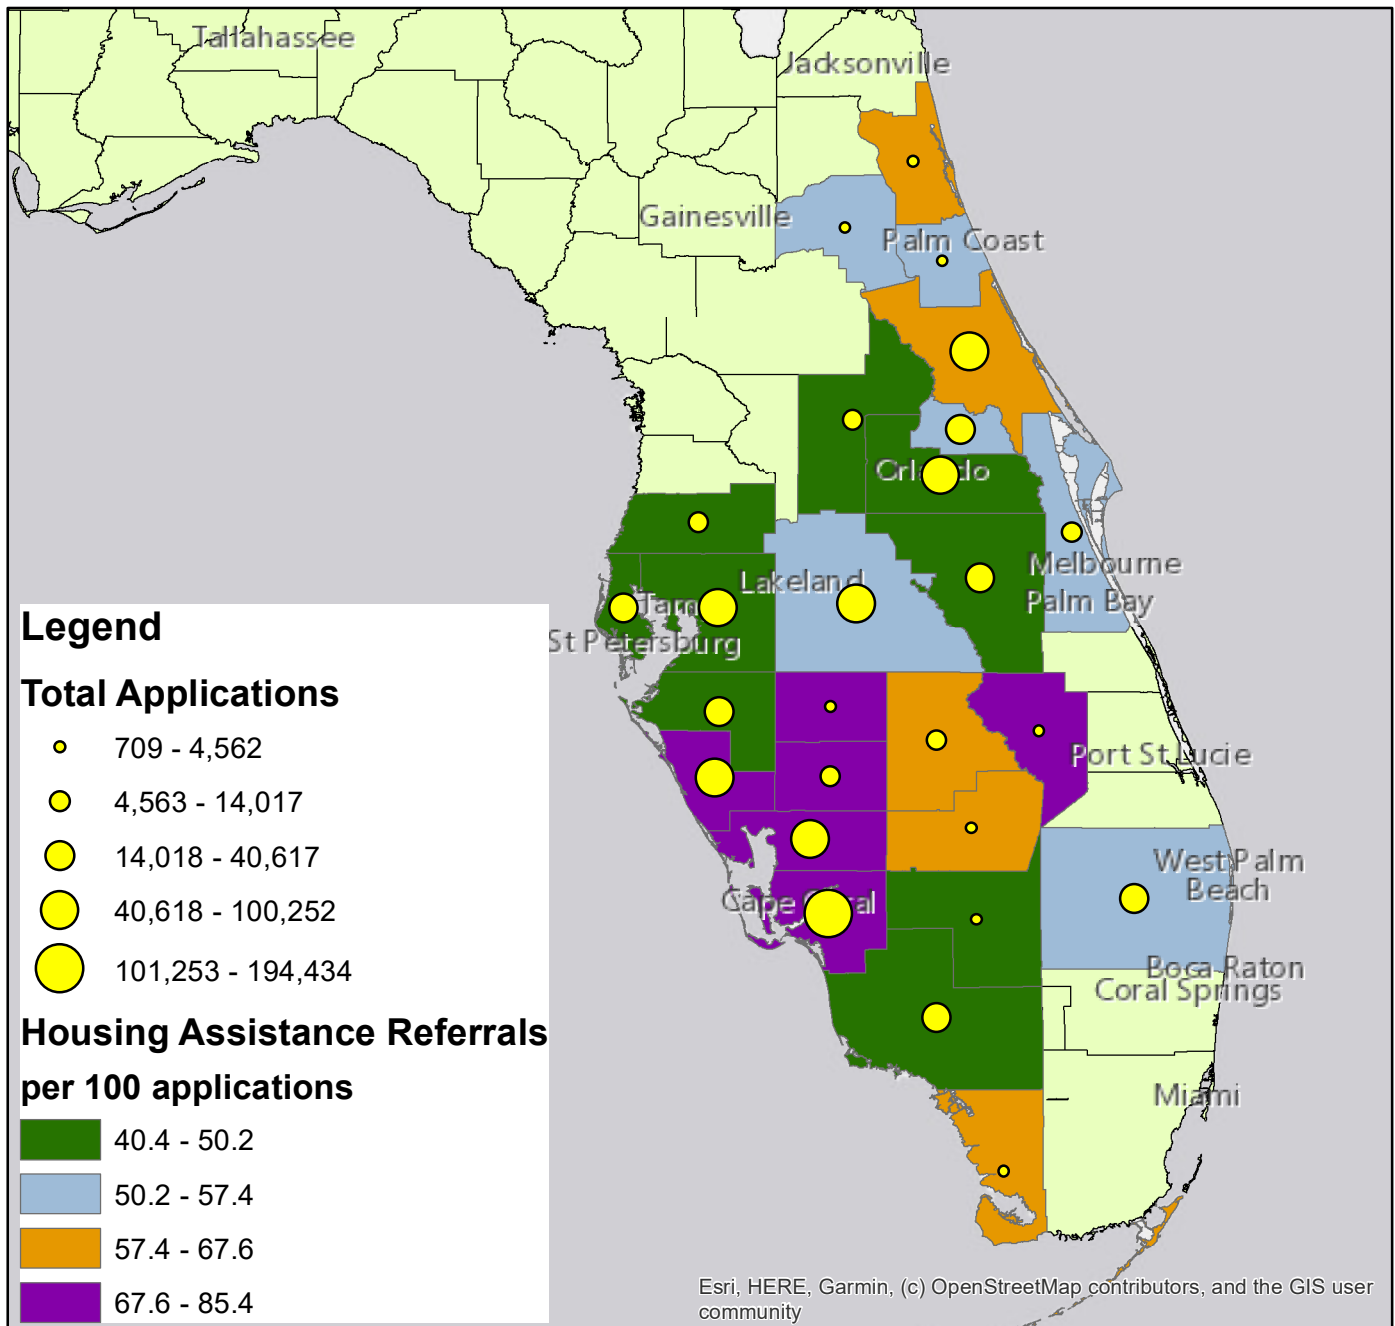 Tallahassee
Jacksonville
Gainesville
Palm Coast
Orlando
Melbourne
Palm Bay
Lakeland
Tam
St Petersburg
Port St Lucie
West Palm
Beach
Cape Coral
Boca Raton
Coral Springs
Miami
Legend
Total Applications
709 - 4,562
4,563 - 14,017
14,018 - 40,617
40,618 - 100,252
101,253 - 194,434
Housing Assistance Referrals
per 100 applications
40.4 - 50.2
50.2 - 57.4
57.4 - 67.6
67.6 - 85.4
Esri, HERE, Garmin, (c) OpenStreetMap contributors, and the GIS user
community